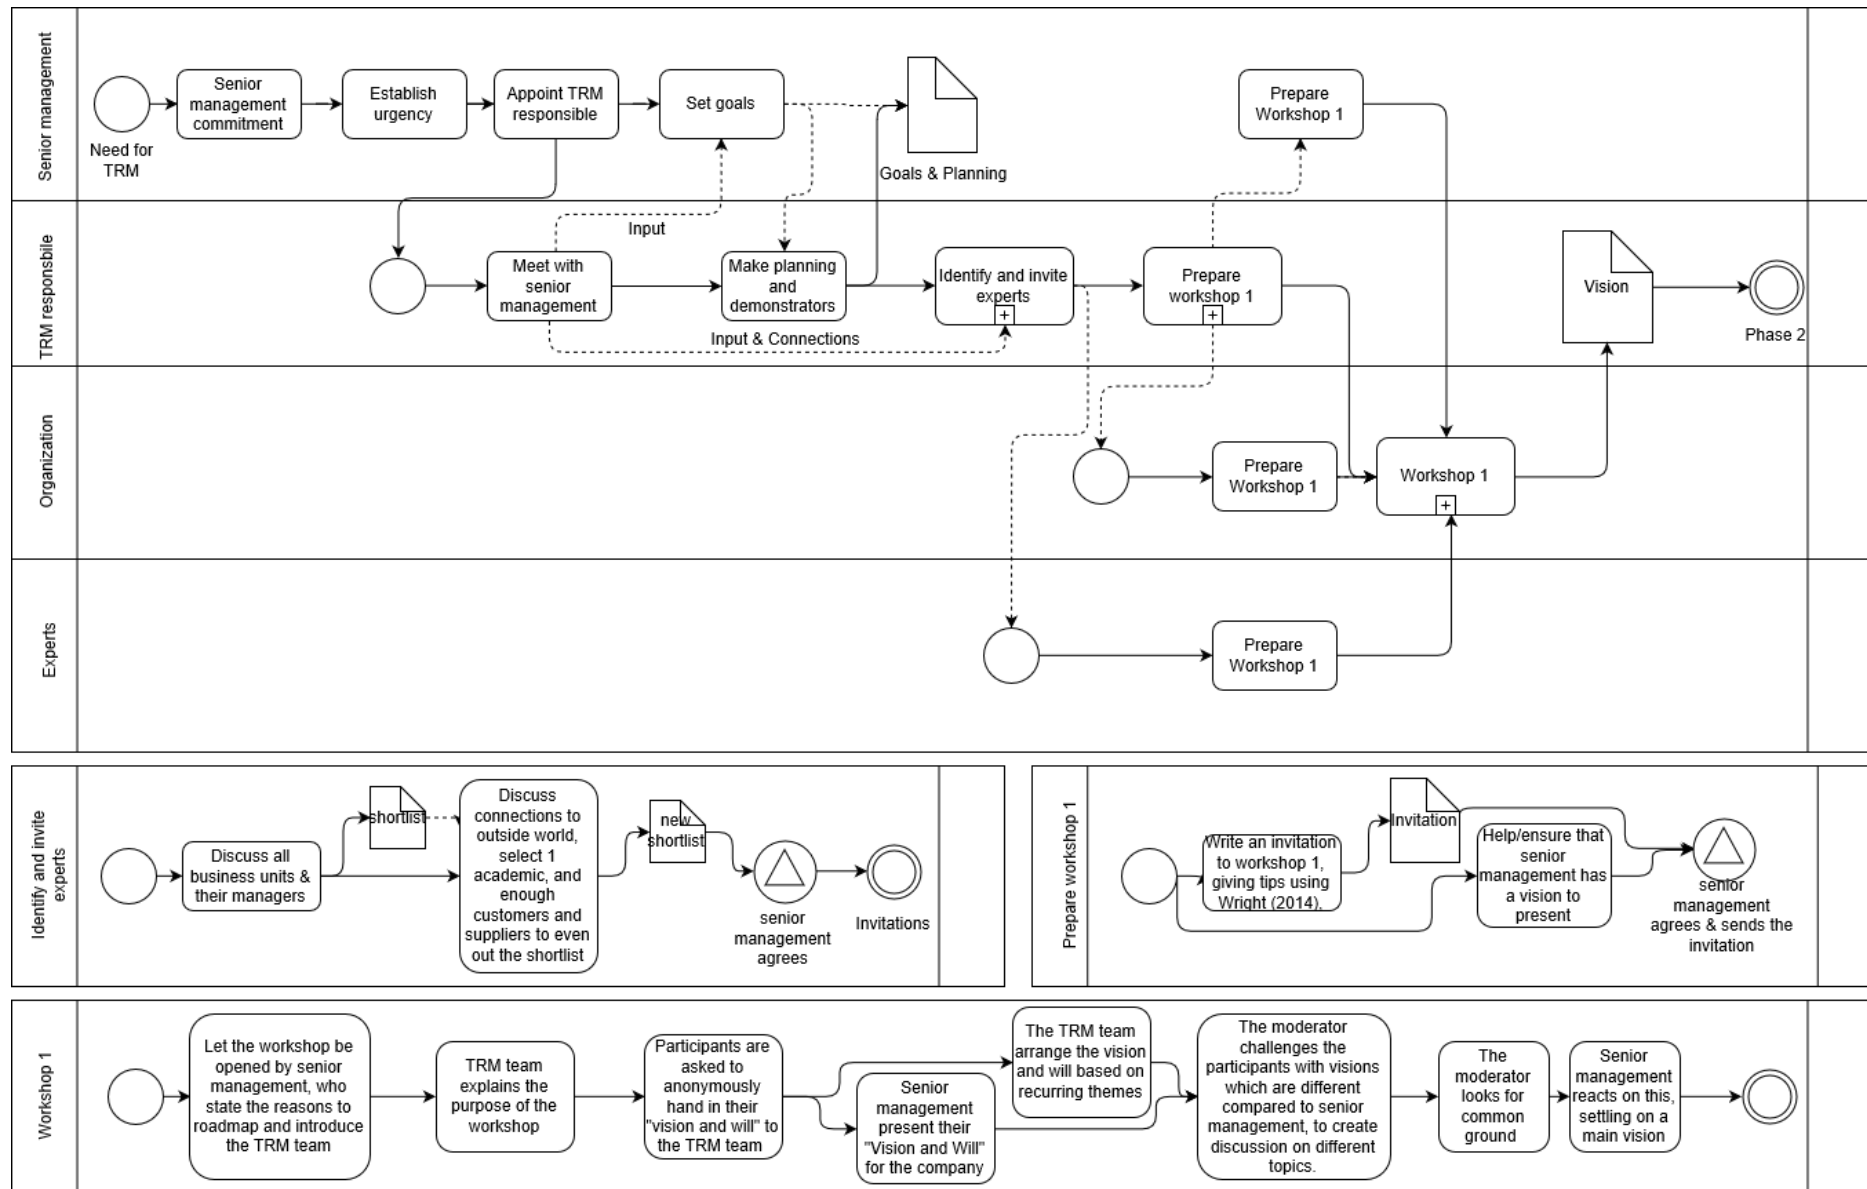 Senior management
Need for
TRM
Senior
management
commitment
Establish
urgency
Appoint TRM
responsible
Set goals
Goals & Planning
Prepare
Workshop 1
TRM responsbile
Input
Meet with
senior
management
Make planning
and
demonstrators
Input & Connections
Identify and invite
experts
Prepare
workshop 1
Vision
Phase 2
Organization
Prepare
Workshop 1
Workshop 1
Experts
Prepare
Workshop 1
Identify and invite
experts
Discuss all
business units &
their managers
shortlist
Discuss
connections to
outside world,
select 1
academic, and
enough
customers and
suppliers to even
out the shortlist
new
shortlist
senior
management
agrees
Invitations
Prepare workshop 1
Write an invitation
to workshop 1,
giving tips using
Wright (2014).
Invitation
Help/ensure that
senior
management has
a vision to
present
senior
management
agrees & sends the
invitation
Workshop 1
Let the workshop be
opened by senior
management, who
state the reasons to
roadmap and introduce
the TRM team
TRM team
explains the
purpose of the
workshop
Participants are
asked to
anonymously
hand in their
"vision and will" to
the TRM team
The TRM team
arrange the vision
and will based on
recurring themes
Senior
management
present their
"Vision and Will"
for the company
The moderator
challenges the
participants with visions
which are different
compared to senior
management, to create
discussion on different
topics.
The
moderator
looks for
common
ground
Senior
management
reacts on this,
settling on a
main vision